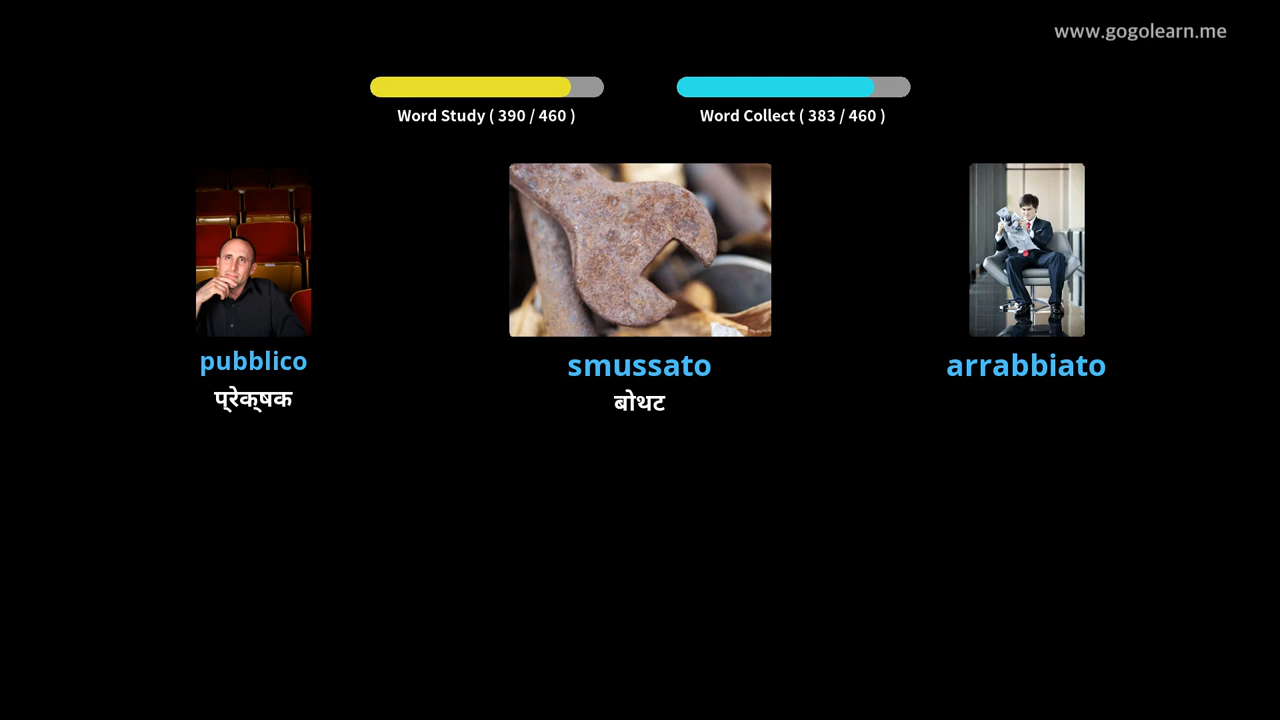 www.gogolearn.me
Word Study ( 390 / 460 )
Word Collect ( 383 / 460 )
pubblico
smussato
arrabbiato
प्रेक्षक
बोथट